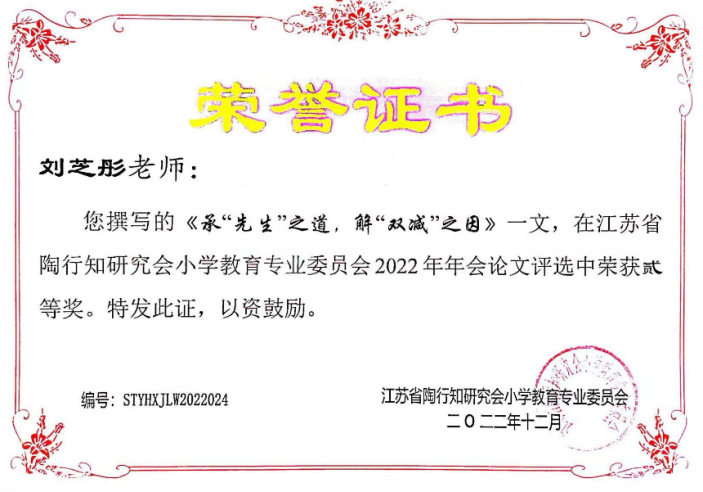 荣誉证书
刘芝彤老师：
您撰写的《承“先生”之道，解“双减”之因》一文，在江苏省
陶行知研究会小学教育专业委员会2022年年会论文评选中荣获贰
等奖。特发此证，以资鼓励。
编号：STYHXJLW2022024
江苏省陶行知研究会小学教育专业委员会
二〇二二年十二月